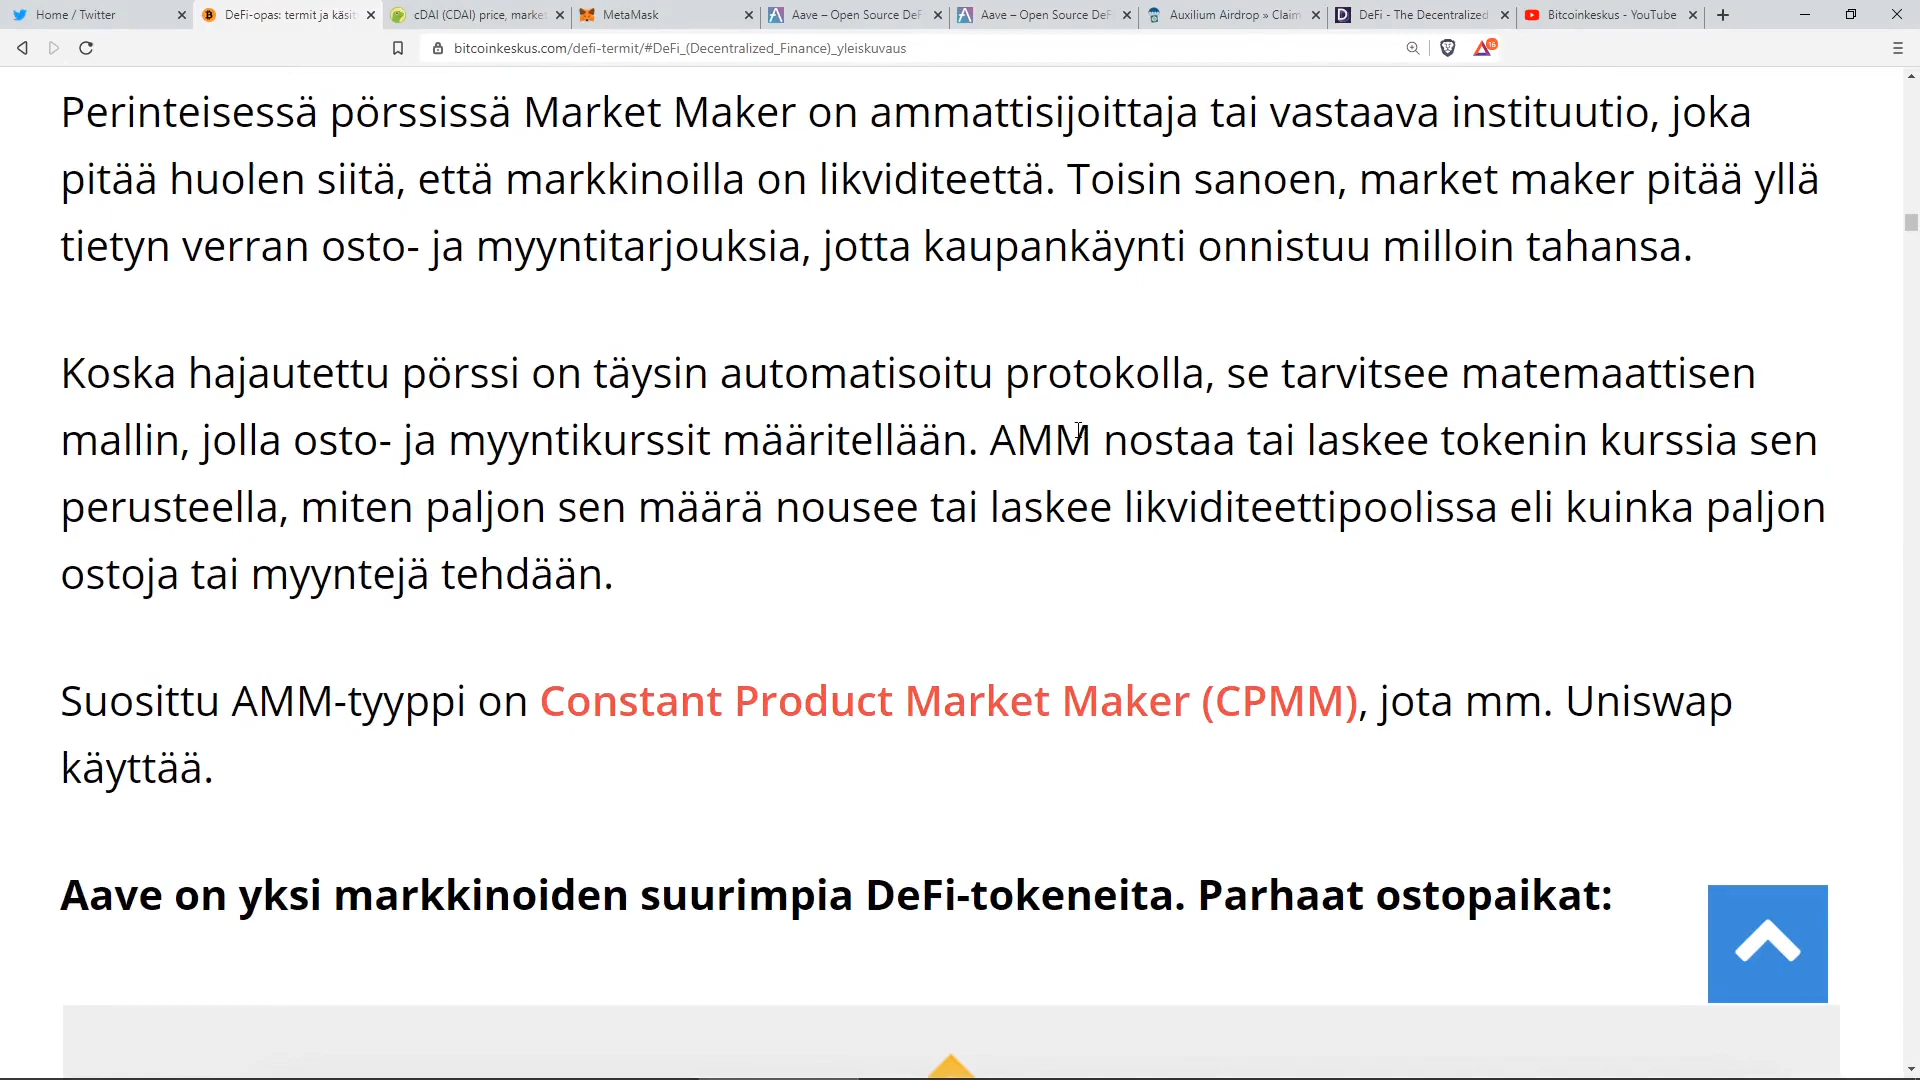 Home / Twitter
DeFi-opas: termit ja käsit
cDAI (CDAI) price, market
MetaMask
Aave – Open Source DeF
Aave – Open Source DeF
Auxilium Airdrop » Claim
DeFi - The Decentralized
Bitcoinkeskus - YouTube
bitcoinkeskus.com/defi-termit/#DeFi_(Decentralized_Finance)_yleiskuvaus
16
Perinteisessä pörssissä Market Maker on ammattisijoittaja tai vastaava instituutio, joka
pitää huolen siitä, että markkinoilla on likviditeettä. Toisin sanoen, market maker pitää yllä
tietyn verran osto- ja myyntitarjouksia, jotta kaupankäynti onnistuu milloin tahansa.
Koska hajautettu pörssi on täysin automatisoitu protokolla, se tarvitsee matemaattisen
mallin, jolla osto- ja myyntikurssit määritellään. AMM nostaa tai laskee tokenin kurssia sen
perusteella, miten paljon sen määrä nousee tai laskee likviditeettipoolissa eli kuinka paljon
ostoja tai myyntejä tehdään.
Suosittu AMM-tyyppi on Constant Product Market Maker (CPMM), jota mm. Uniswap
käyttää.
Aave on yksi markkinoiden suurimpia DeFi-tokeneita. Parhaat ostopaikat: